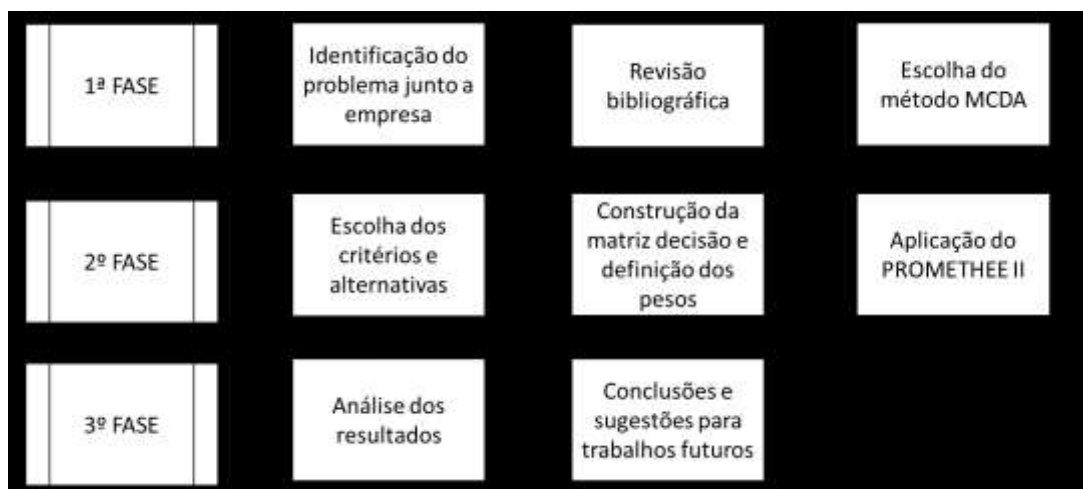 1ª FASE
Identificação do
problema junto a
empresa
Revisão
bibliográfica
Escolha do
método MCDA
2º FASE
Escolha dos
critérios e
alternativas
Construção da
matriz decisão e
definição dos
pesos
Aplicação do
PROMETHEE II
3º FASE
Análise dos
resultados
Conclusões e
sugestões para
trabalhos futuros